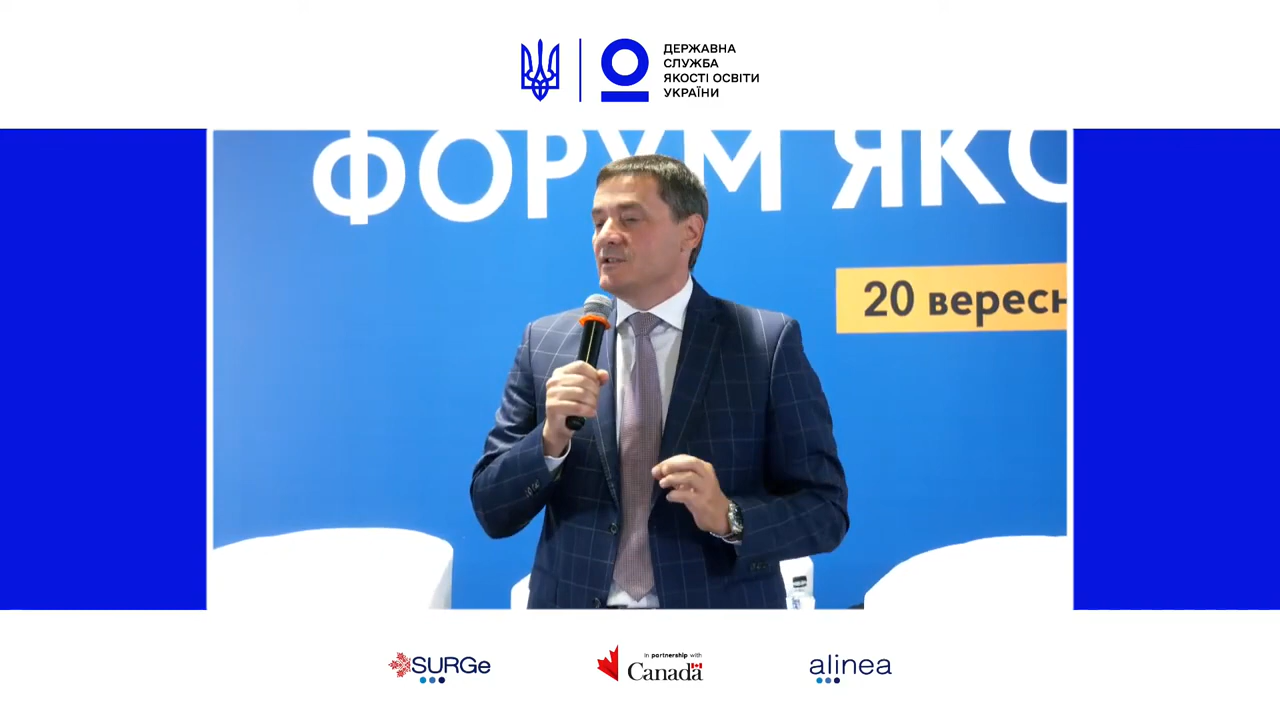 ДЕРЖАВНА
СЛУЖБА
ЯКОСТІ ОСВІТИ
УКРАЇНИ
ФОРУМ ЯКО
20 вересн
SURGe
In partnership with
Canada
alinea